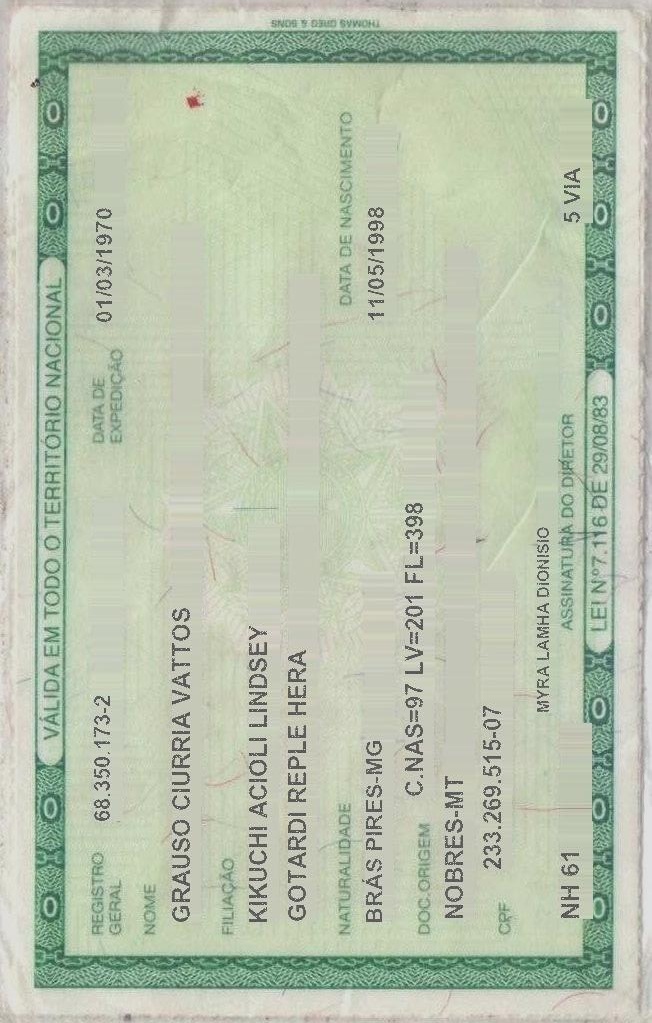 THOMAS GREG & SONS
VÁLIDA EM TODO O TERRITÓRIO NACIONAL
REGISTRO GERAL 68.350.173-2 DATA DE EXPEDIÇÃO 01/03/1970
NOME
GRAUSO CIURRIA VATTOS
FILIAÇÃO
KIKUCHI ACIOLI LINDSEY
GOTARDI REPLE HERA
NATURALIDADE DATA DE NASCIMENTO
BRÁS PIRES-MG 11/05/1998
DOC.ORIGEM C.NAS=97 LV=201 FL=398
NOBRES-MT
CPF 233.269.515-07
MYRA LAMHA DIONISIO
NH 61 ASSINATURA DO DIRETOR 5 VIA
LEI Nº 7.116 DE 29/08/83